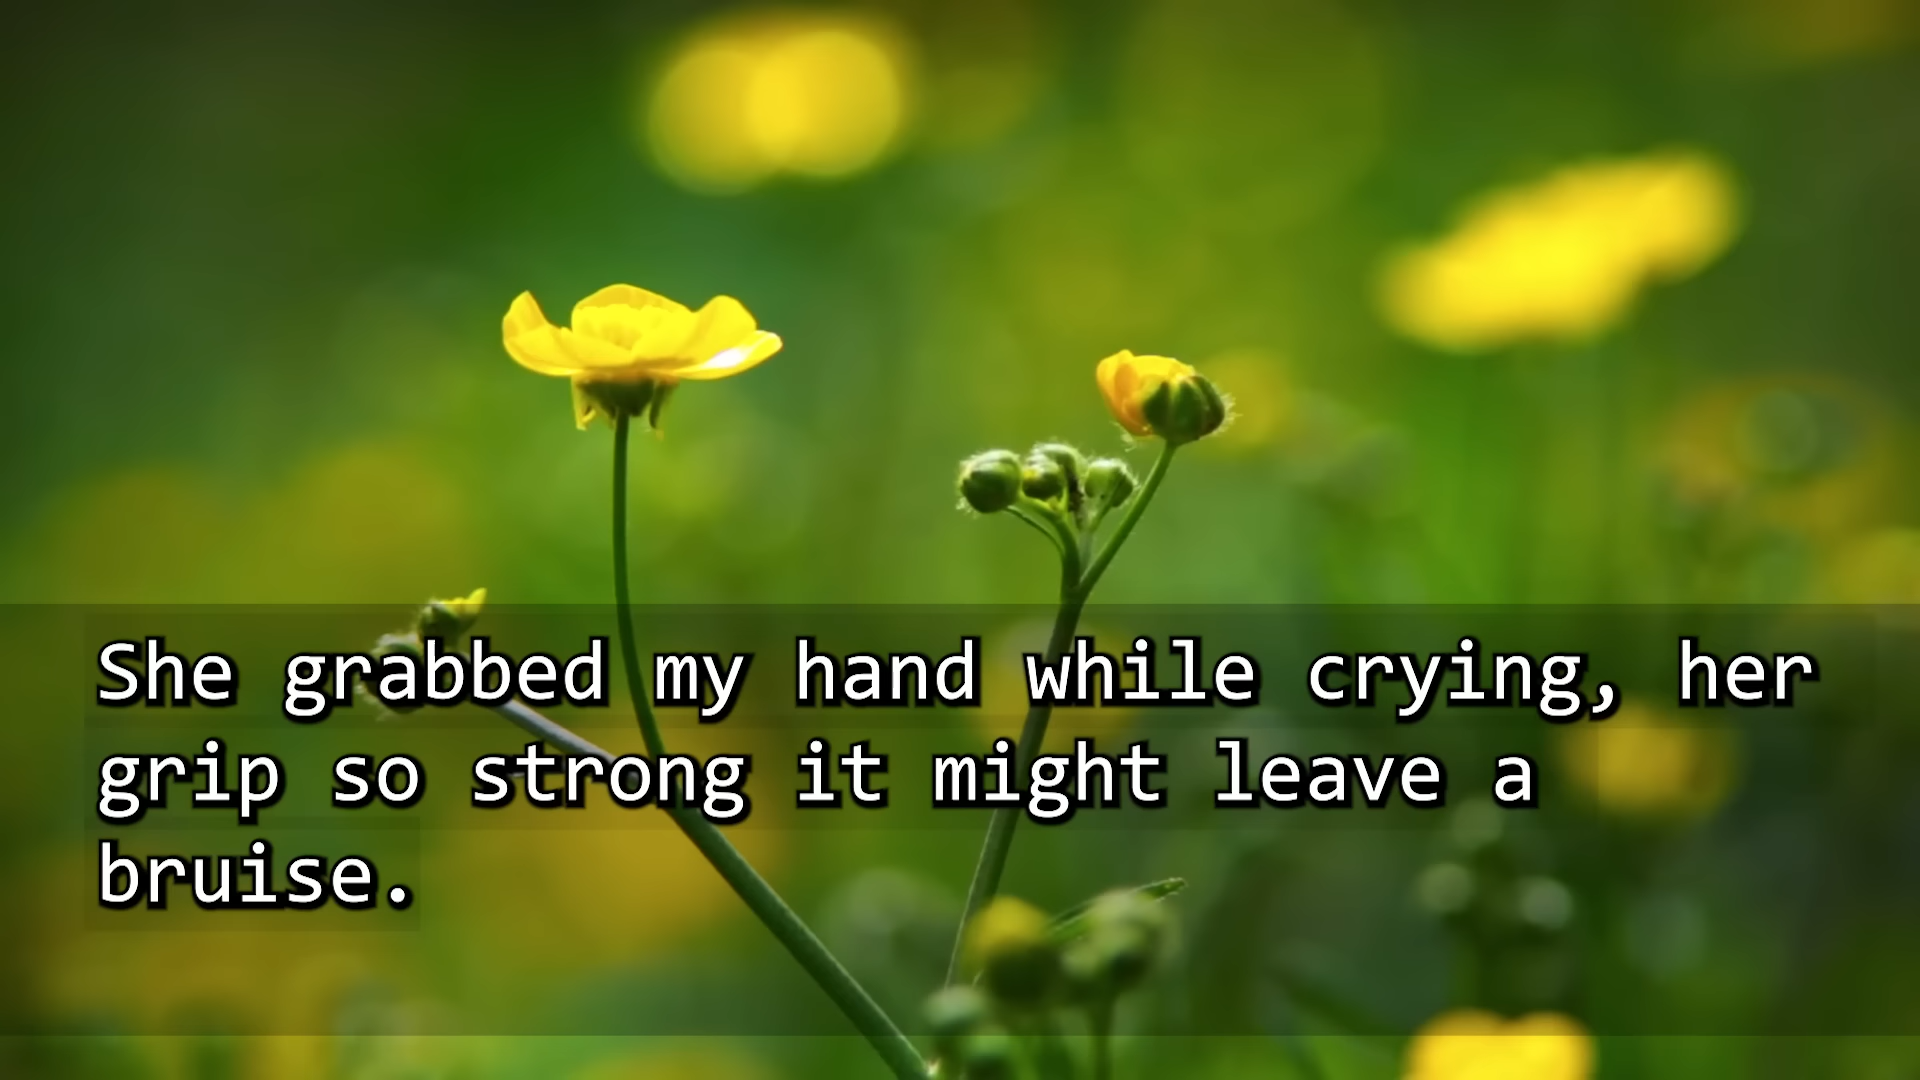 She grabbed my hand while crying, her
grip so strong it might leave a
bruise.